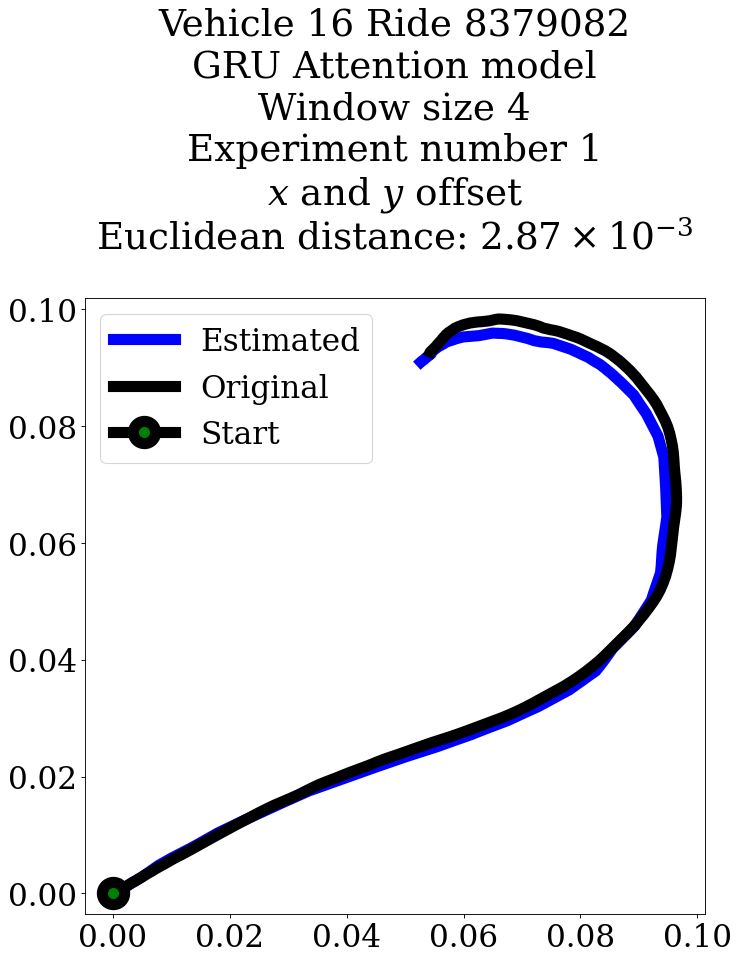 Vehicle 16 Ride 8379082
GRU Attention model
Window size 4
Experiment number 1
x and y offset
Euclidean distance: 2.87 × 10⁻³
Estimated
Original
Start
0.10
0.08
0.06
0.04
0.02
0.00
0.00 0.02 0.04 0.06 0.08 0.10